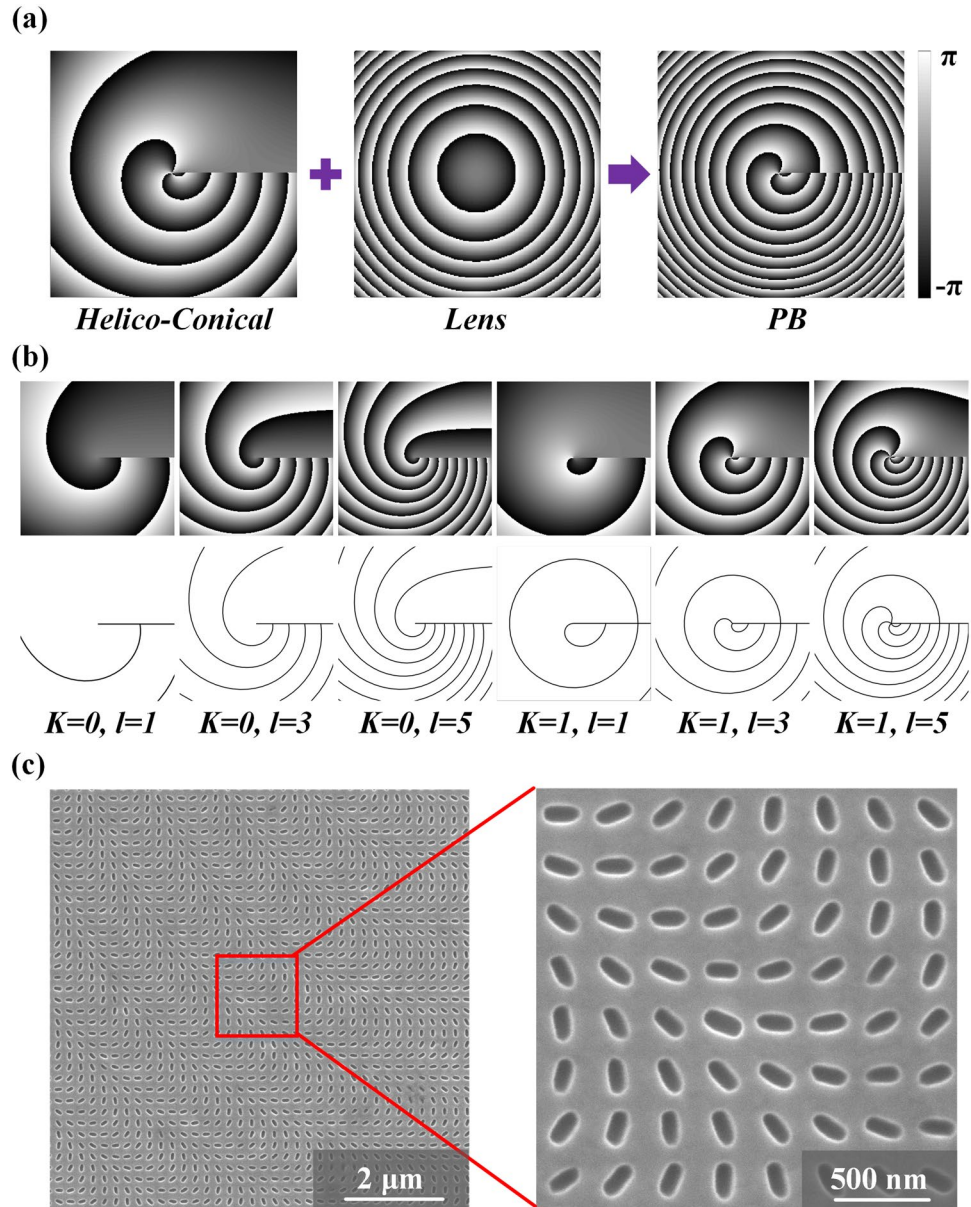 (a)
π
-π
Helico-Conical
Lens
PB
(b)
K=0, l=1
K=0, l=3
K=0, l=5
K=1, l=1
K=1, l=3
K=1, l=5
(c)
2 μm
500 nm